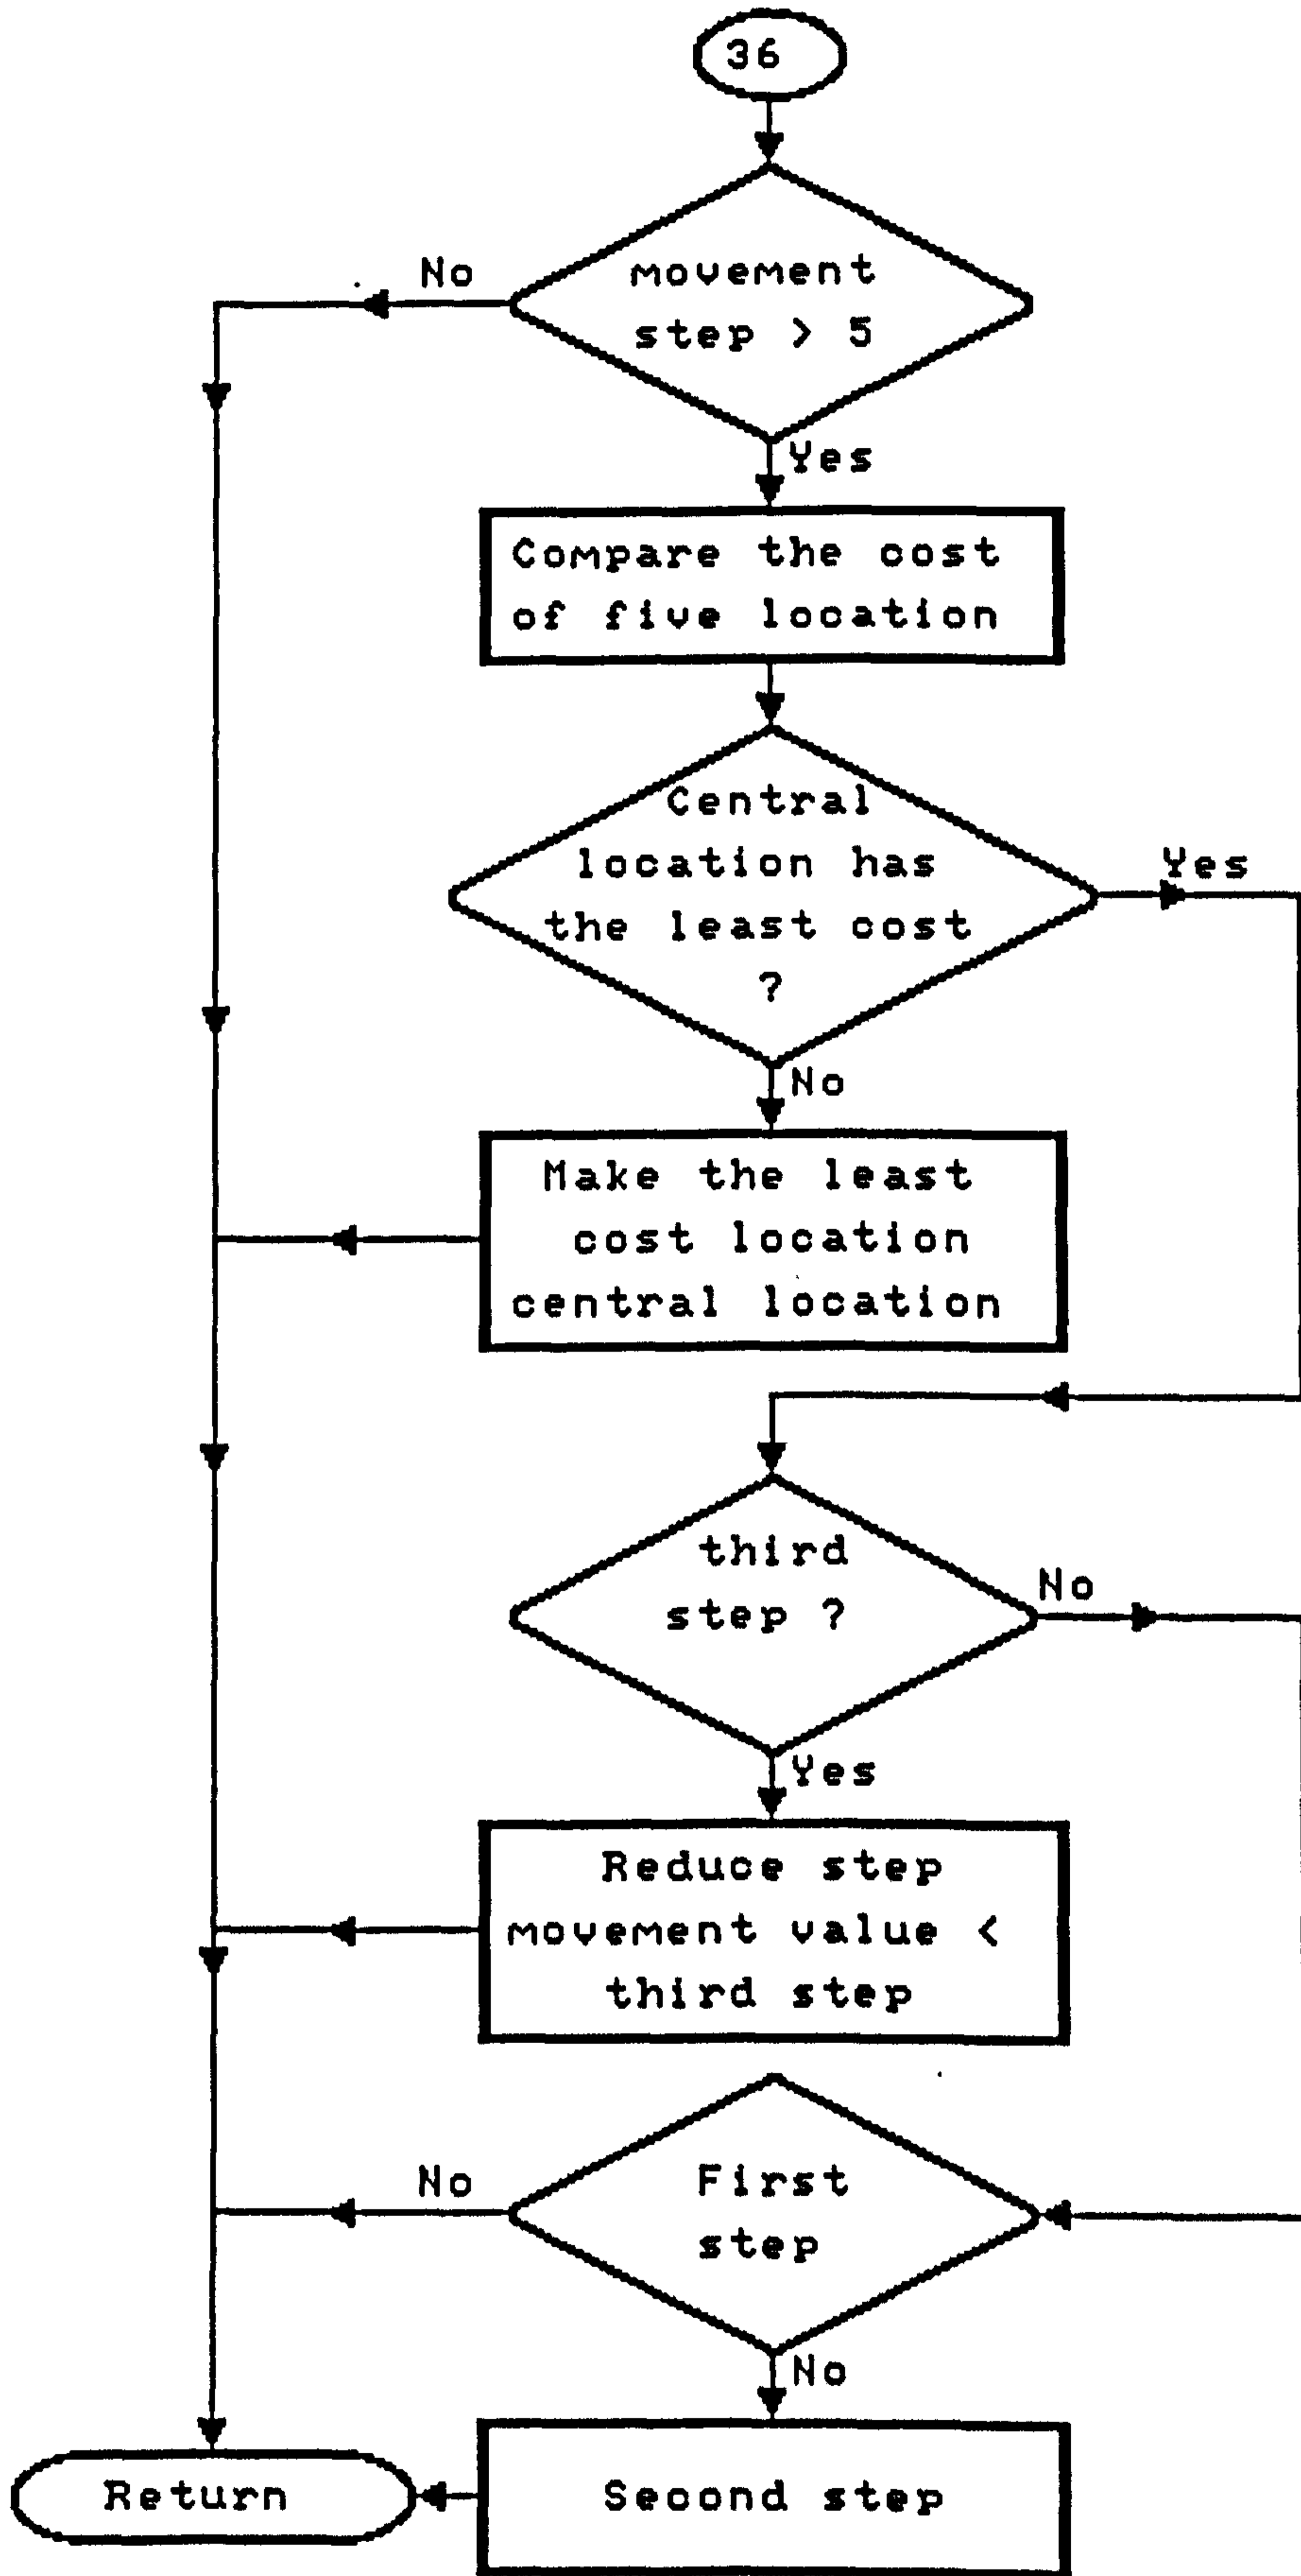 36
No
movement
step > 5
Yes
Compare the cost
of five location
Central
location has
the least cost
?
Yes
No
Make the least
cost location
central location
third
step ?
No
Yes
Reduce step
movement value <
third step
No
First
step
No
Return
Second step